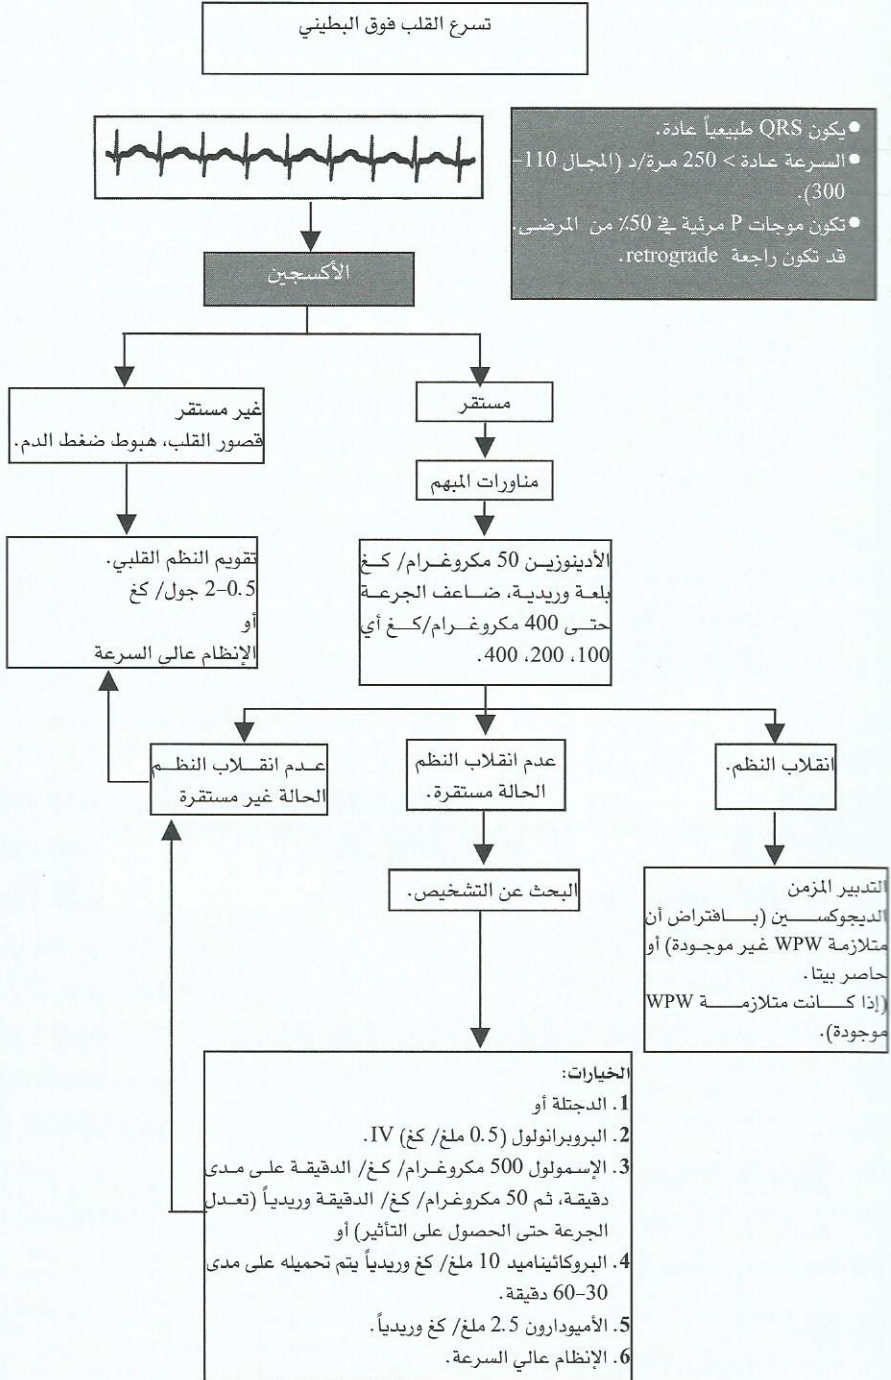 تسرع القلب فوق البطيني
●يكون QRS طبيعياً عادة.
●السرعة عادة > 250 مرة/د (المجال 110–
300).
●تكون موجات P مرئية في 50٪ من المرضى.
قد تكون راجعة retrograde.
الأكسجين
مستقر
غير مستقر
قصور القلب، هبوط ضغط الدم.
مناورات المبهم
تقويم النظم القلبي.
0.5–2 جول/ كغ
أو
الإنظام عالي السرعة
الأدينوزين 50 مكروغرام/ كغ
بلعة وريدية، ضاعف الجرعة
حتى 400 مكروغرام/كغ أي
100، 200، 400.
انقلاب النظم.
عدم انقلاب النظم
الحالة مستقرة.
عدم انقلاب النظم
الحالة غير مستقرة
البحث عن التشخيص.
التدبير المزمن
الديجوكسين (بافتراض أن
متلازمة WPW غير موجودة) أو
حاصر بيتا.
(إذا كانت متلازمة WPW
موجودة).
الخيارات:
1. الدجتلة أو
2. البروبرانولول (0.5 ملغ/ كغ) IV.
3. الإسمولول 500 مكروغرام/ كغ/ الدقيقة على مدى
دقيقة، ثم 50 مكروغرام/ كغ/ الدقيقة وريدياً (تعدل
الجرعة حتى الحصول على التأثير) أو
4. البروكائيناميد 10 ملغ/ كغ وريدياً يتم تحميله على مدى
30–60 دقيقة.
5. الأميودارون 2.5 ملغ/ كغ وريدياً.
6. الإنظام عالي السرعة.